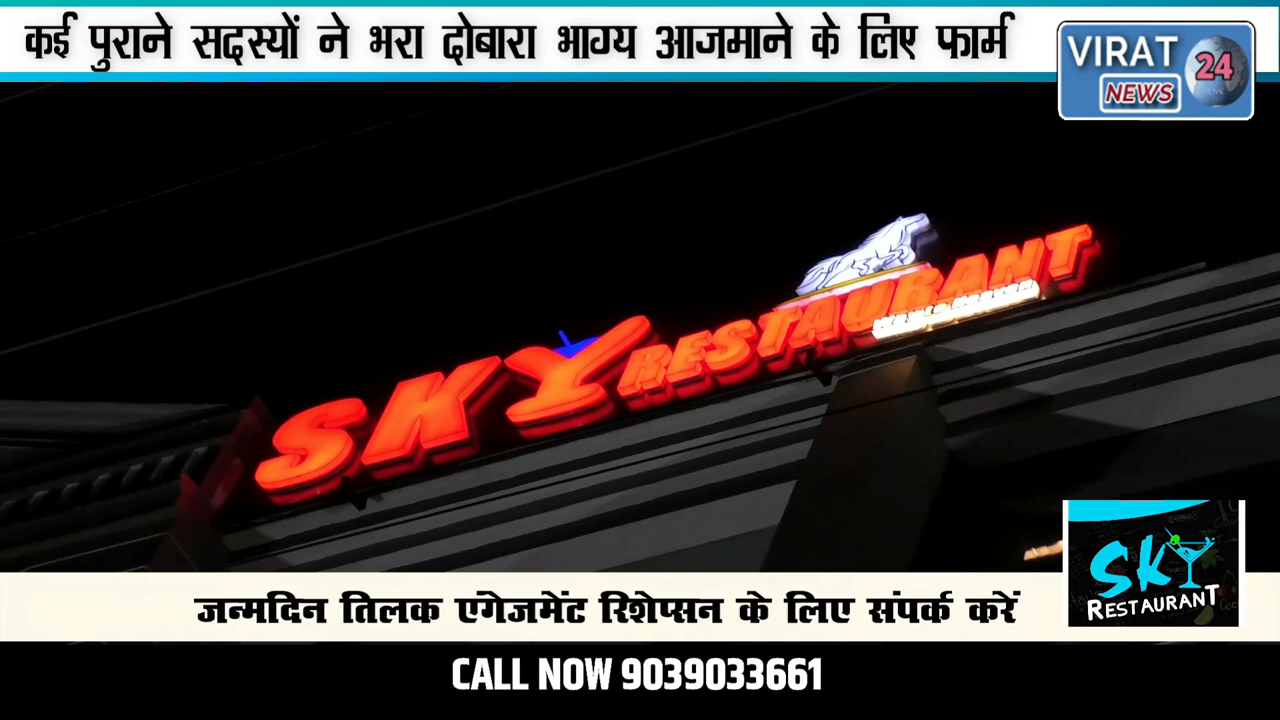 कई पुराने सदस्यों ने भरा दोबारा भाग्य आजमाने के लिए फार्म
VIRAT
24
NEWS
SKY RESTAURANT
जन्मदिन तिलक एंगेजमेंट रिशेप्सन के लिए संपर्क करें
SKY
RESTAURANT
CALL NOW 9039033661